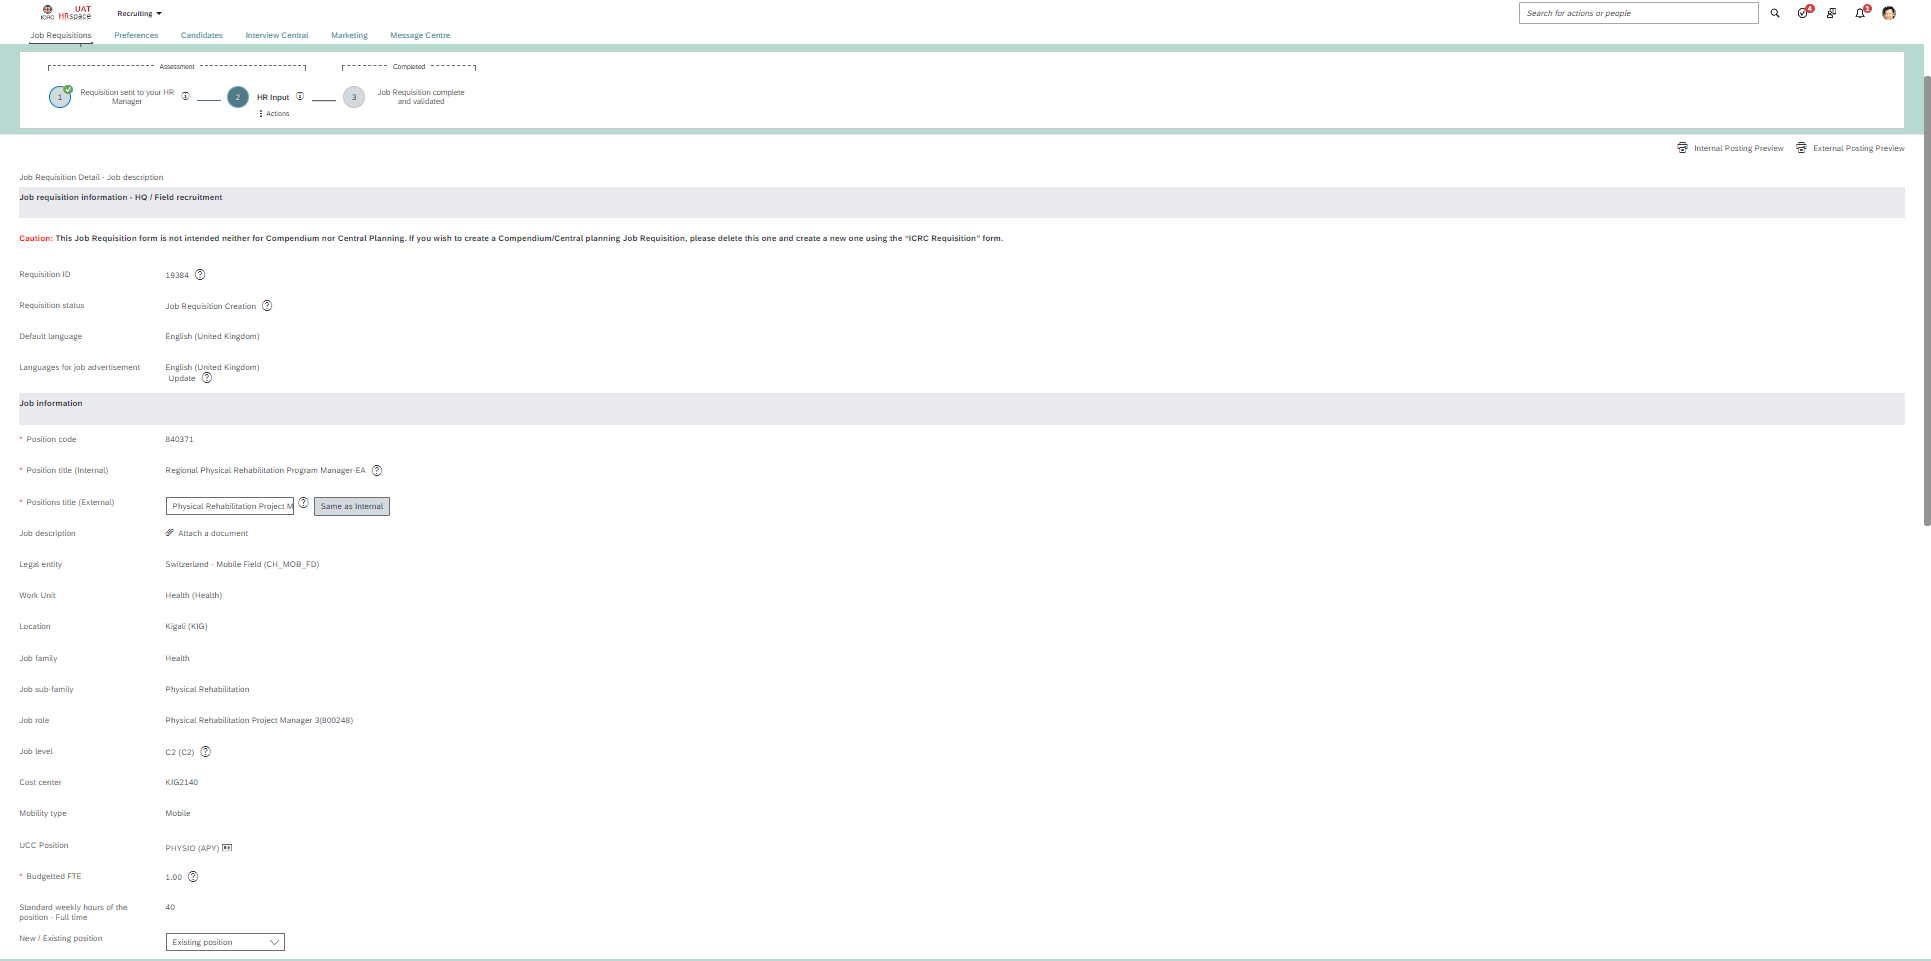 ICRC
UAT
HRspace
Recruiting
Search for actions or people
4
1
Job Requisitions
Preferences
Candidates
Interview Central
Marketing
Message Centre
Assessment
Completed
1
Requisition sent to your HR
Manager
2
HR Input
Actions
3
Job Requisition complete
and validated
Internal Posting Preview
External Posting Preview
Job Requisition Detail - Job description
Job requisition information - HQ / Field recruitment
Caution: This Job Requisition form is not intended neither for Compendium nor Central Planning. If you wish to create a Compendium/Central planning Job Requisition, please delete this one and create a new one using the "ICRC Requisition" form.
Requisition ID
19384
Requisition status
Job Requisition Creation
Default language
English (United Kingdom)
Languages for job advertisement
English (United Kingdom)
Update
Job information
* Position code
840371
* Position title (Internal)
Regional Physical Rehabilitation Program Manager-EA
* Positions title (External)
Physical Rehabilitation Project M
Same as Internal
Job description
Attach a document
Legal entity
Switzerland - Mobile Field (CH_MOB_FD)
Work Unit
Health (Health)
Location
Kigali (KIG)
Job family
Health
Job sub-family
Physical Rehabilitation
Job role
Physical Rehabilitation Project Manager 3(800248)
Job level
C2 (C2)
Cost center
KIG2140
Mobility type
Mobile
UCC Position
PHYSIO (APY)
* Budgetted FTE
1.00
Standard weekly hours of the
position - Full time
40
New / Existing position
Existing position